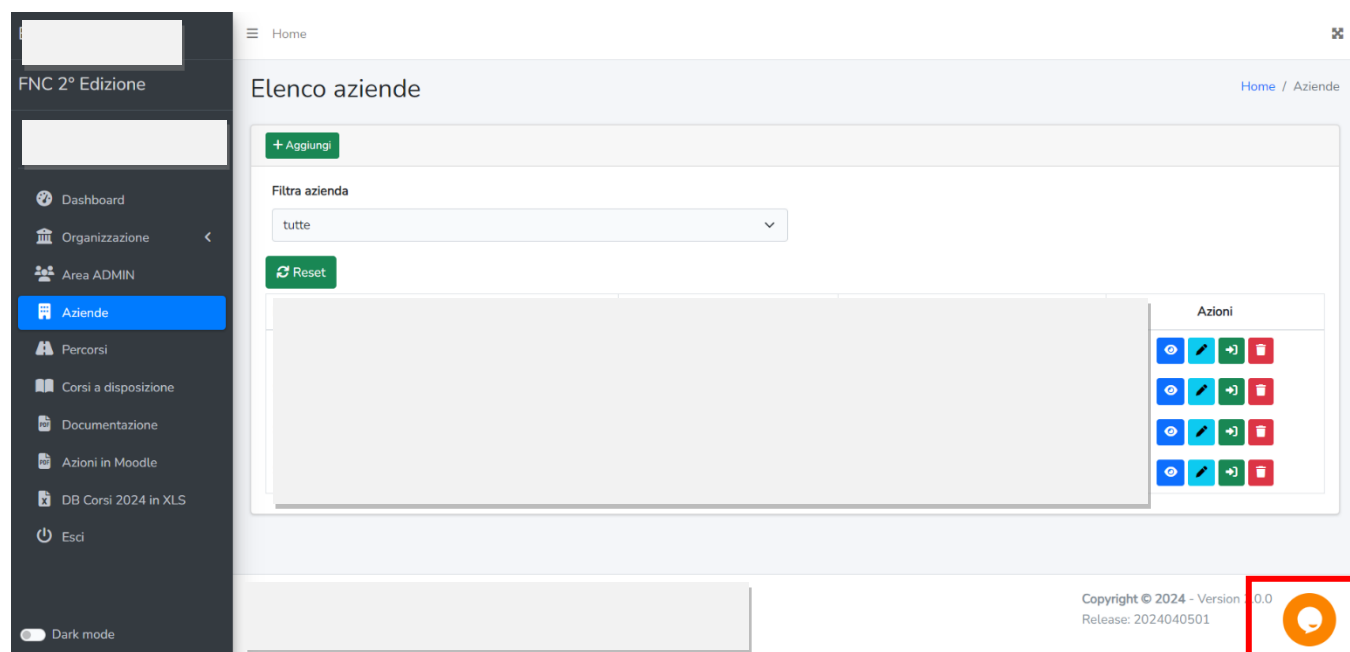 Home
FNC 2° Edizione
Elenco aziende
Home / Aziende
Aggiungi
Filtra azienda
tutte
Reset
Azioni
Dashboard
Organizzazione
Area ADMIN
Aziende
Percorsi
Corsi a disposizione
Documentazione
Azioni in Moodle
DB Corsi 2024 in XLS
Esci
Dark mode
Copyright © 2024 - Version
.0.0
Release: 2024040501